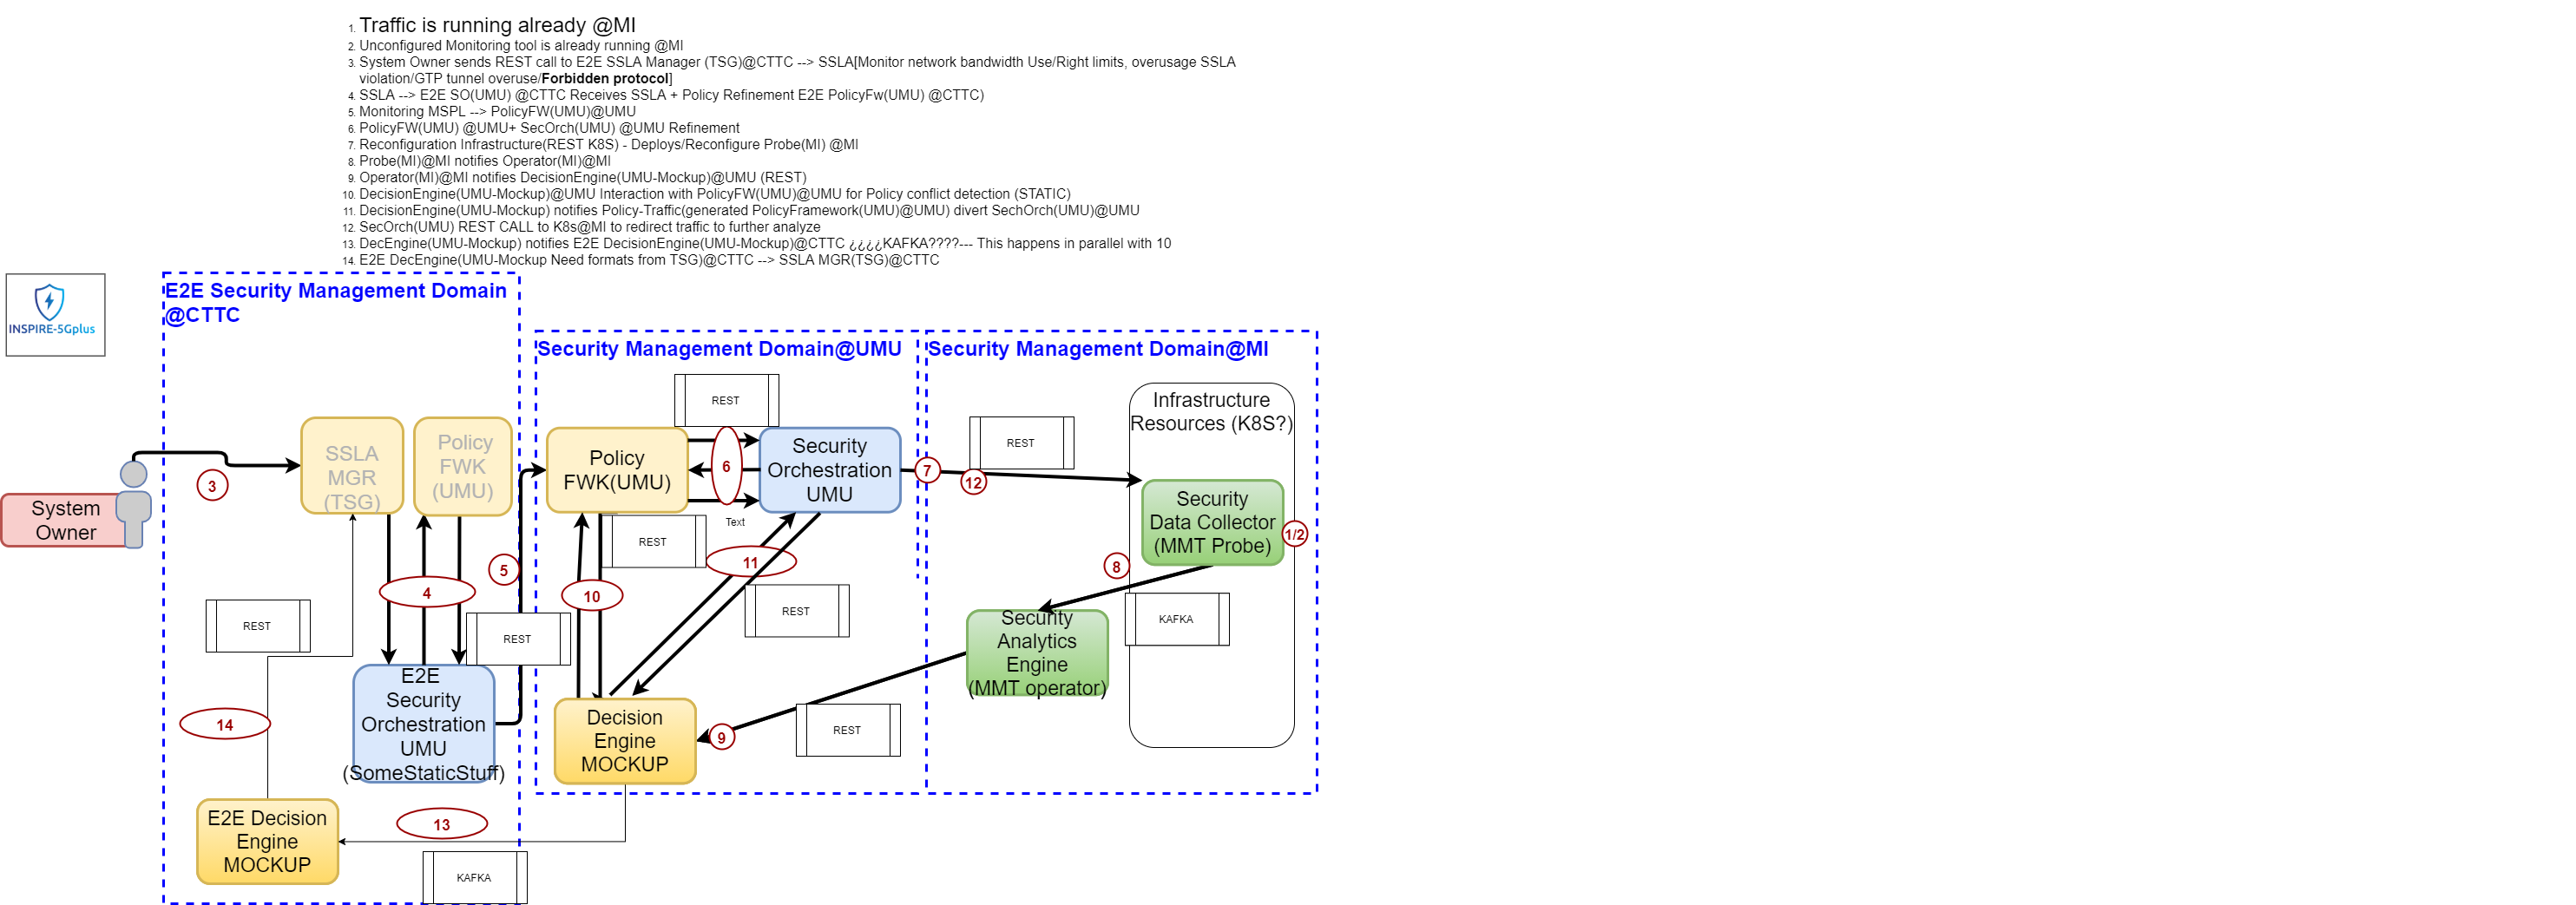 1. Traffic is running already @MI
2. Unconfigured Monitoring tool is already running @MI
3. System Owner sends REST call to E2E SSLA Manager (TSG)@CTTC --> SSLA[Monitor network bandwidth Use/Right limits, overusage SSLA
violation/GTP tunnel overuse/Forbidden protocol]
4. SSLA --> E2E SO(UMU) @CTTC Receives SSLA + Policy Refinement E2E PolicyFw(UMU) @CTTC)
5. Monitoring MSPL --> PolicyFW(UMU)@UMU
6. PolicyFW(UMU) @UMU+ SecOrch(UMU) @UMU Refinement
7. Reconfiguration Infrastructure(REST K8S) - Deploys/Reconfigure Probe(MI) @MI
8. Probe(MI)@MI notifies Operator(MI)@MI
9. Operator(MI)@MI notifies DecisionEngine(UMU-Mockup)@UMU (REST)
10. DecisionEngine(UMU-Mockup)@UMU Interaction with PolicyFW(UMU)@UMU for Policy conflict detection (STATIC)
11. DecisionEngine(UMU-Mockup) notifies Policy-Traffic(generated PolicyFramework(UMU)@UMU) divert SechOrch(UMU)@UMU
12. SecOrch(UMU) REST CALL to K8s@MI to redirect traffic to further analyze
13. DecEngine(UMU-Mockup) notifies E2E DecisionEngine(UMU-Mockup)@CTTC ¿¿¿¿KAFKA????--- This happens in parallel with 10
14. E2E DecEngine(UMU-Mockup Need formats from TSG)@CTTC --> SSLA MGR(TSG)@CTTC
INSPIRE-5Gplus
E2E Security Management Domain
@CTTC
Security Management Domain@UMU
Security Management Domain@MI
System
Owner
3
SSLA
MGR
(TSG)
Policy
FWK
(UMU)
4
5
REST
REST
E2E
Security
Orchestration
UMU
(SomeStaticStuff)
14
E2E Decision
Engine
MOCKUP
13
KAFKA
REST
Policy
FWK(UMU)
6
Security
Orchestration
UMU
Text
REST
11
10
REST
Decision
Engine
MOCKUP
9
REST
7
12
REST
Infrastructure
Resources (K8S?)
Security
Data Collector
(MMT Probe)
1/2
8
KAFKA
Security
Analytics
Engine
(MMT operator)